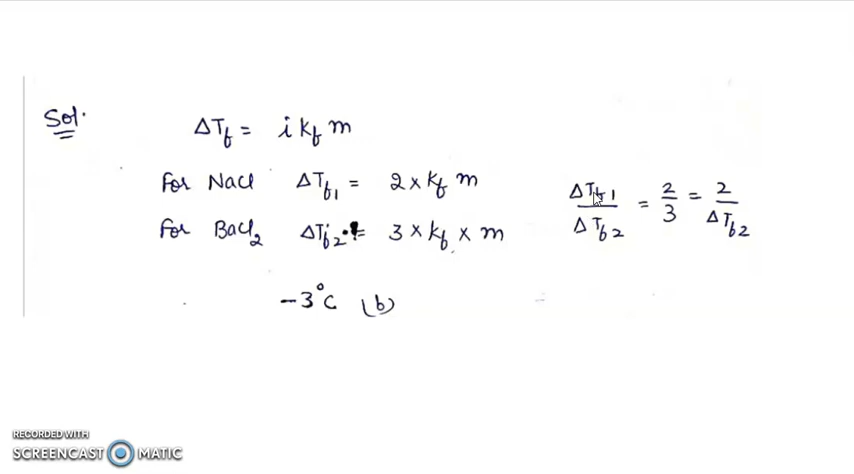 Sol.
ΔTf = i Kf m
For NaCl ΔTf1 = 2 × Kf m
For BaCl2 ΔTf2 = 3 × Kf × m
ΔTf1 / ΔTf2 = 2/3 = 2 / ΔTf2
-3°C (b)
RECORDED WITH
SCREENCAST MATIC